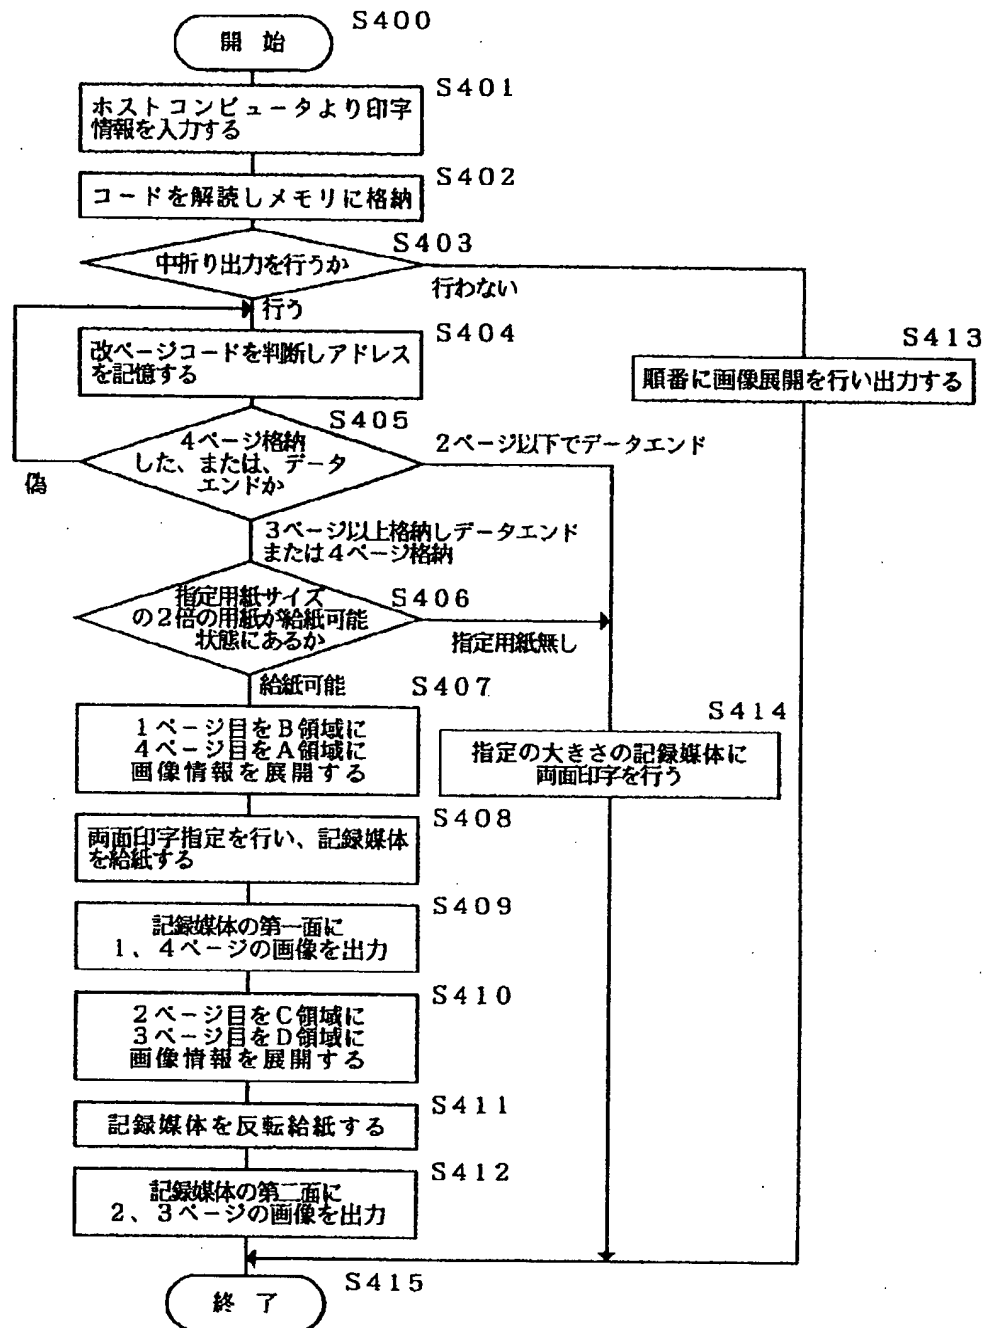 S400
開 始
S401
ホストコンピュータより印字
情報を入力する
S402
コードを解読しメモリに格納
S403
中折り出力を行うか
行わない
行う
S404
改ページコードを判断しアドレス
を記憶する
S413
順番に画像展開を行い出力する
S405
4ページ格納
した、または、データ
エンドか
2ページ以下でデータエンド
偽
3ページ以上格納しデータエンド
または4ページ格納
S406
指定用紙サイズ
の2倍の用紙が給紙可能
状態にあるか
指定用紙無し
給紙可能
S407
1ページ目をB領域に
4ページ目をA領域に
画像情報を展開する
S414
指定の大きさの記録媒体に
両面印字を行う
S408
両面印字指定を行い、記録媒体
を給紙する
S409
記録媒体の第一面に
1、4ページの画像を出力
S410
2ページ目をC領域に
3ページ目をD領域に
画像情報を展開する
S411
記録媒体を反転給紙する
S412
記録媒体の第二面に
2、3ページの画像を出力
S415
終 了